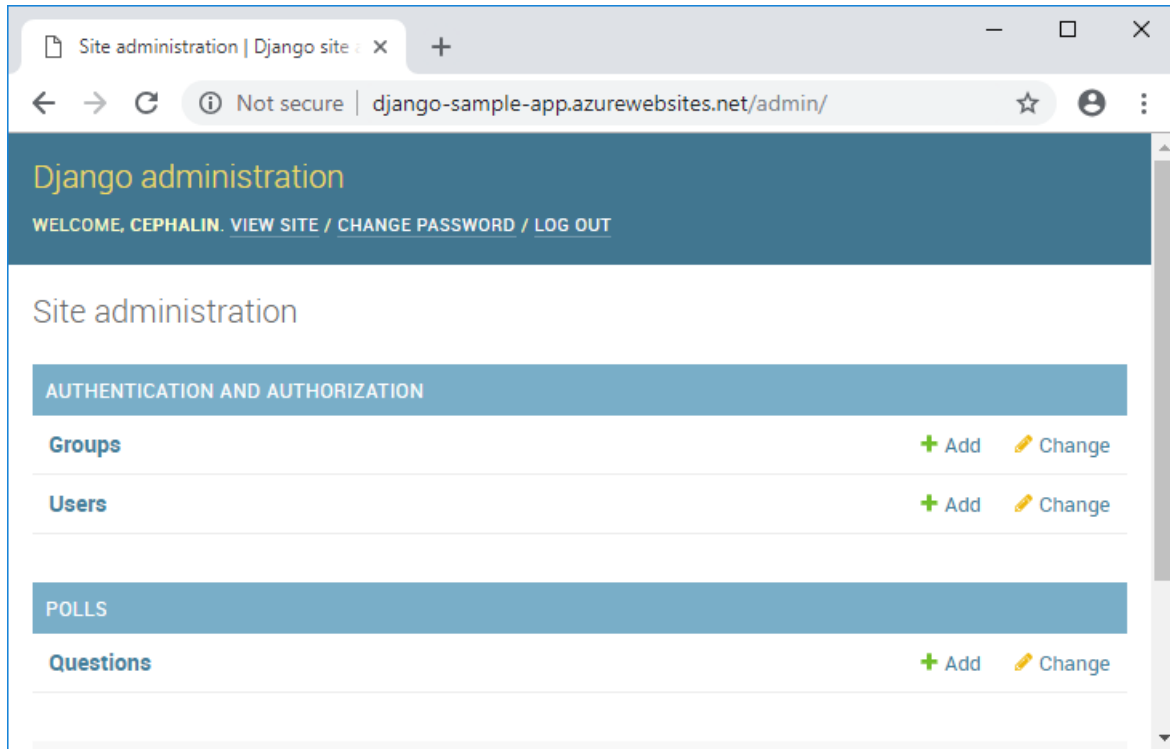 Site administration | Django site
Not secure | django-sample-app.azurewebsites.net/admin/
Django administration
WELCOME, CEPHALIN. VIEW SITE / CHANGE PASSWORD / LOG OUT
Site administration
AUTHENTICATION AND AUTHORIZATION
Groups Add Change
Users Add Change
POLLS
Questions Add Change